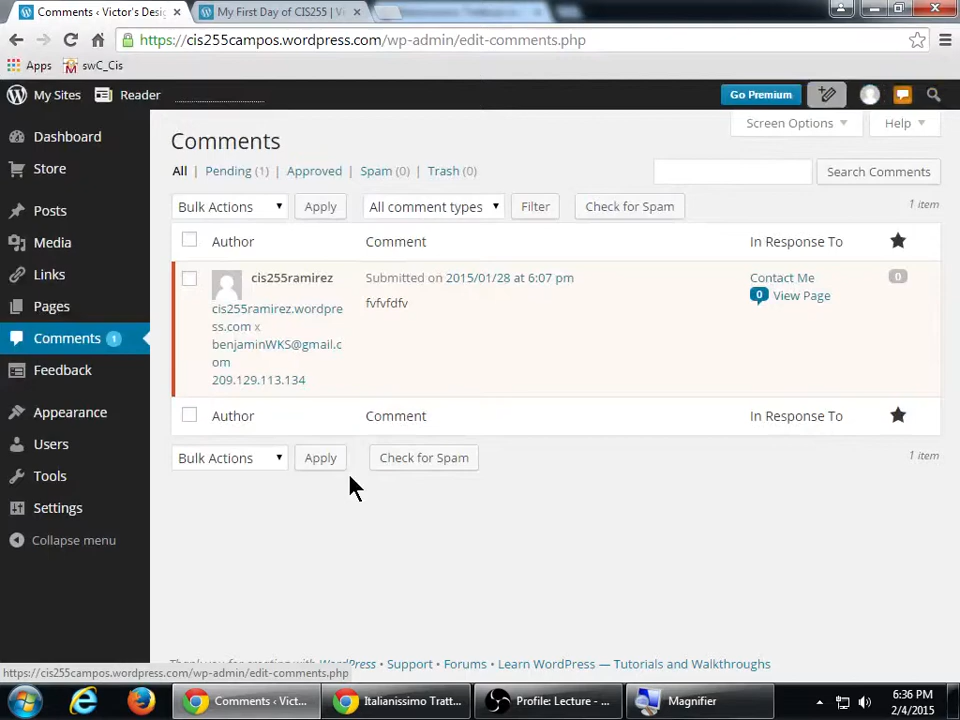 Comments ‹ Victor's Desi
My First Day of CIS255 | V
https://cis255campos.wordpress.com/wp-admin/edit-comments.php
Apps swC_Cis
My Sites Reader Go Premium
Screen Options Help
Dashboard
Store
Posts
Media
Links
Pages
Comments 1
Feedback
Appearance
Users
Tools
Settings
Collapse menu
Comments
All Pending (1) Approved Spam (0) Trash (0) Search Comments
Bulk Actions Apply All comment types Filter Check for Spam 1 item
Author Comment In Response To
cis255ramirez
cis255ramirez.wordpre
ss.com x
benjaminWKS@gmail.c
om
209.129.113.134
Submitted on 2015/01/28 at 6:07 pm
fvfvfdfv
Contact Me
0 View Page
0
Author Comment In Response To
Bulk Actions Apply Check for Spam 1 item
Thank you for creating with WordPress • Support • Forums • Learn WordPress — Tutorials and Walkthroughs
https://cis255campos.wordpress.com/wp-admin/edit-comments.php
Comments ‹ Vict...
Italianissimo Tratt...
Profile: Lecture - ...
Magnifier
6:36 PM
2/4/2015